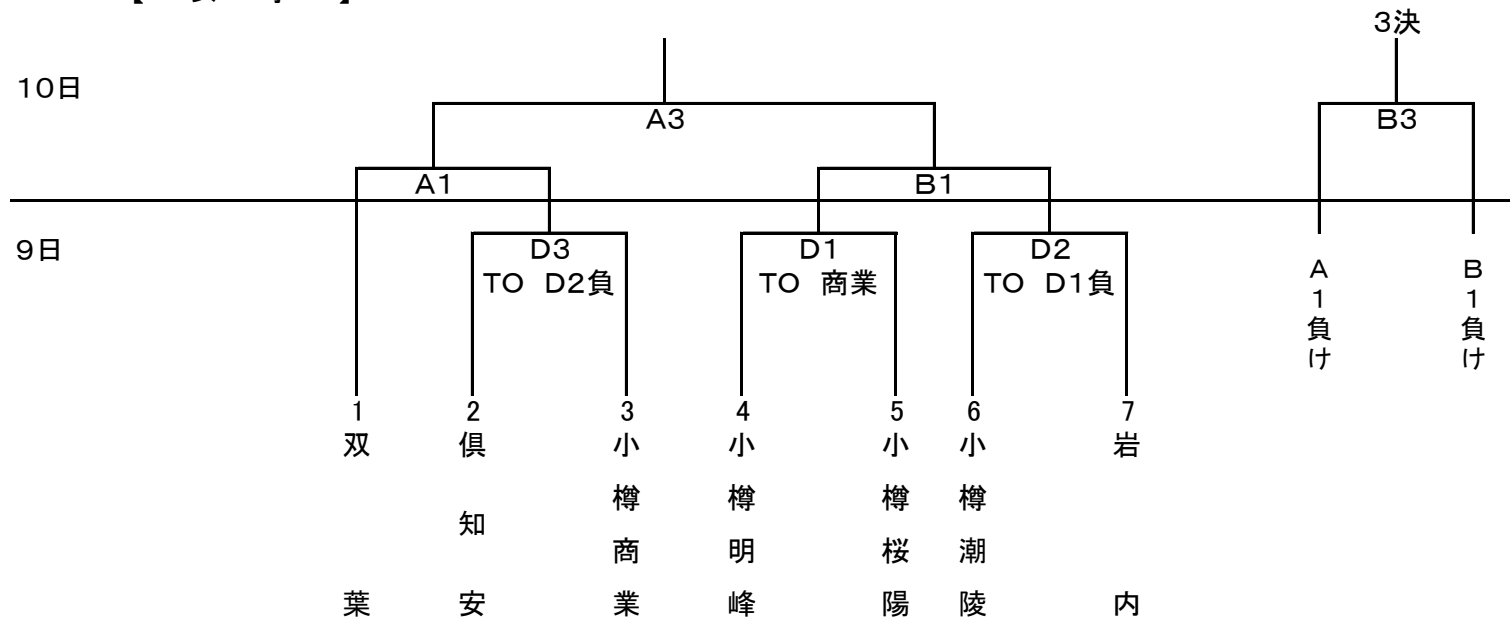 3決
10日
A3
B3
A1
B1
9日
D3
TO D2負
D1
TO 商業
D2
TO D1負
A1負け
B1負け
1
双葉
2
倶知安
3
小樽商業
4
小樽明峰
5
小樽桜陽
6
小樽潮陵
7
岩内